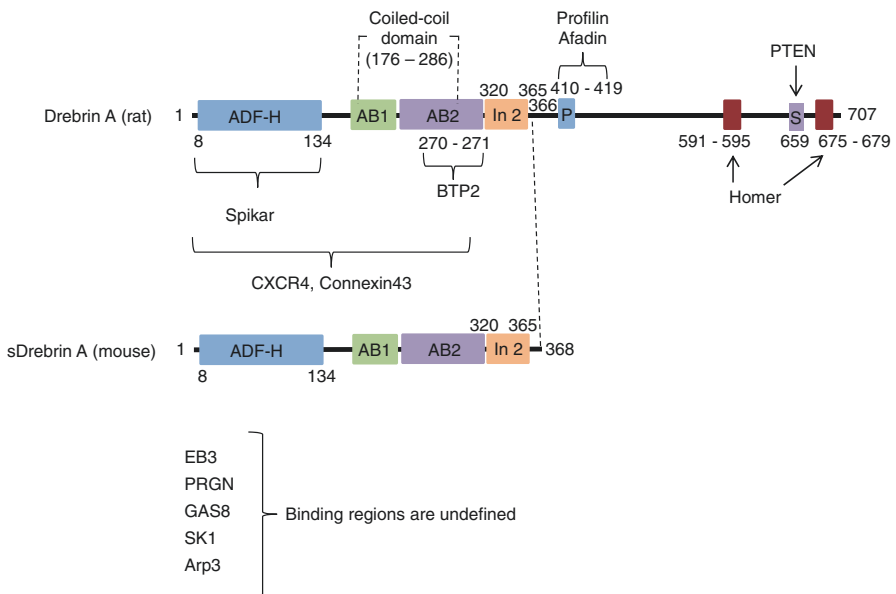 Coiled-coil
domain
(176 – 286)
Profilin
Afadin
PTEN
320 365 410 - 419
366
Drebrin A (rat) 1 ADF-H AB1 AB2 In 2 P S 707
8 134 270 - 271 591 - 595 659 675 - 679
BTP2
Homer
Spikar
CXCR4, Connexin43
320 365
sDrebrin A (mouse) 1 ADF-H AB1 AB2 In 2 368
8 134
EB3
PRGN
GAS8
SK1
Arp3
Binding regions are undefined